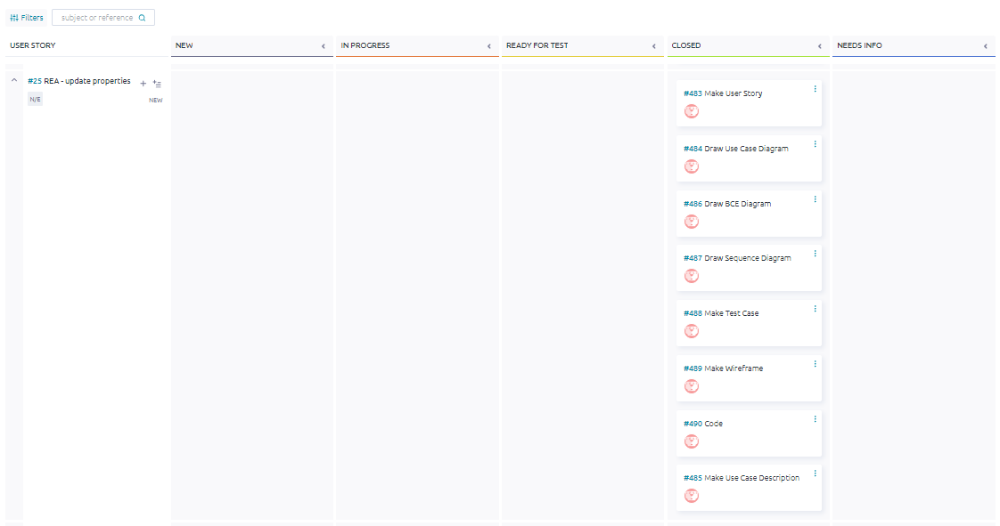 Filters
subject or reference
USER STORY
NEW
IN PROGRESS
READY FOR TEST
CLOSED
NEEDS INFO
#25 REA - update properties
N/E
NEW
#483 Make User Story
#484 Draw Use Case Diagram
#486 Draw BCE Diagram
#487 Draw Sequence Diagram
#488 Make Test Case
#489 Make Wireframe
#490 Code
#485 Make Use Case Description